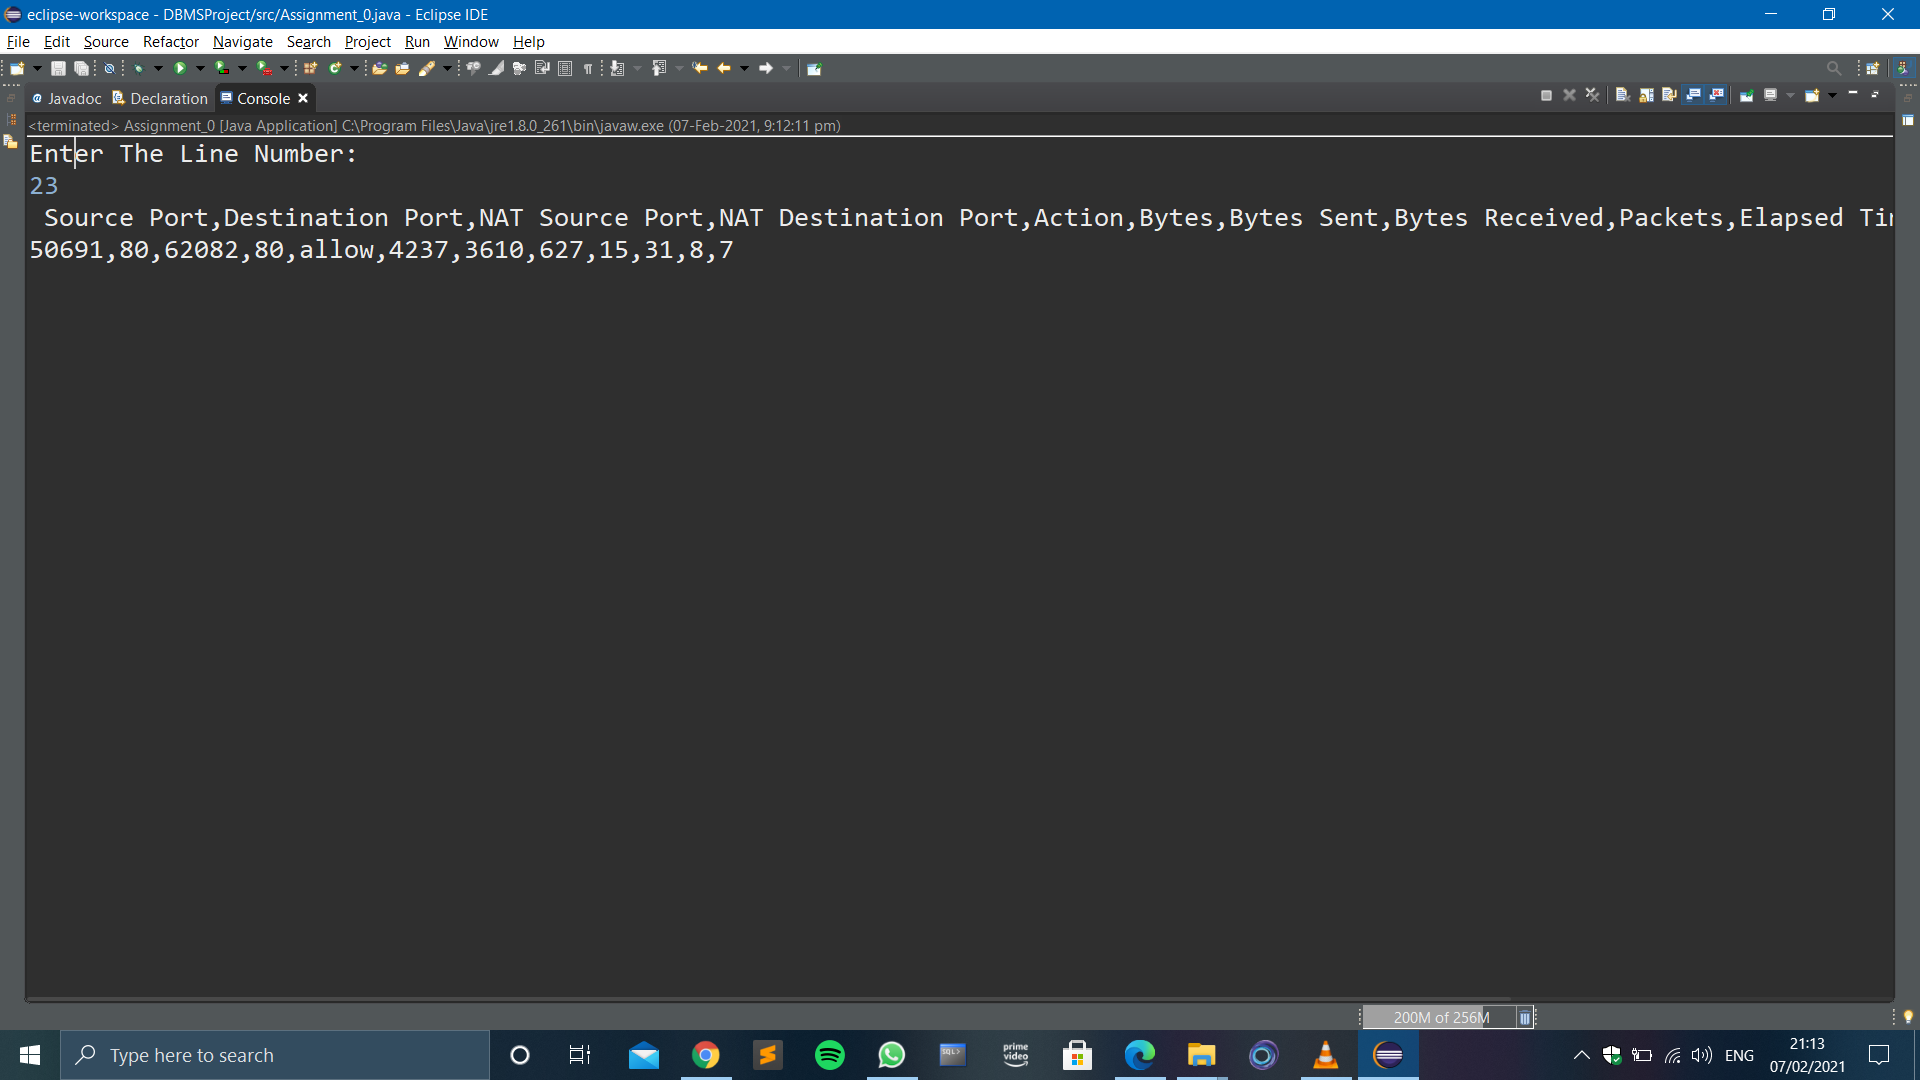 eclipse-workspace - DBMSProject/src/Assignment_0.java - Eclipse IDE
File Edit Source Refactor Navigate Search Project Run Window Help
Javadoc Declaration Console
<terminated> Assignment_0 [Java Application] C:\Program Files\Java\jre1.8.0_261\bin\javaw.exe (07-Feb-2021, 9:12:11 pm)
Enter The Line Number:
23
Source Port,Destination Port,NAT Source Port,NAT Destination Port,Action,Bytes,Bytes Sent,Bytes Received,Packets,Elapsed
50691,80,62082,80,allow,4237,3610,627,15,31,8,7
200M of 256M
Type here to search
SQL>
prime video
ENG
21:13
07/02/2021